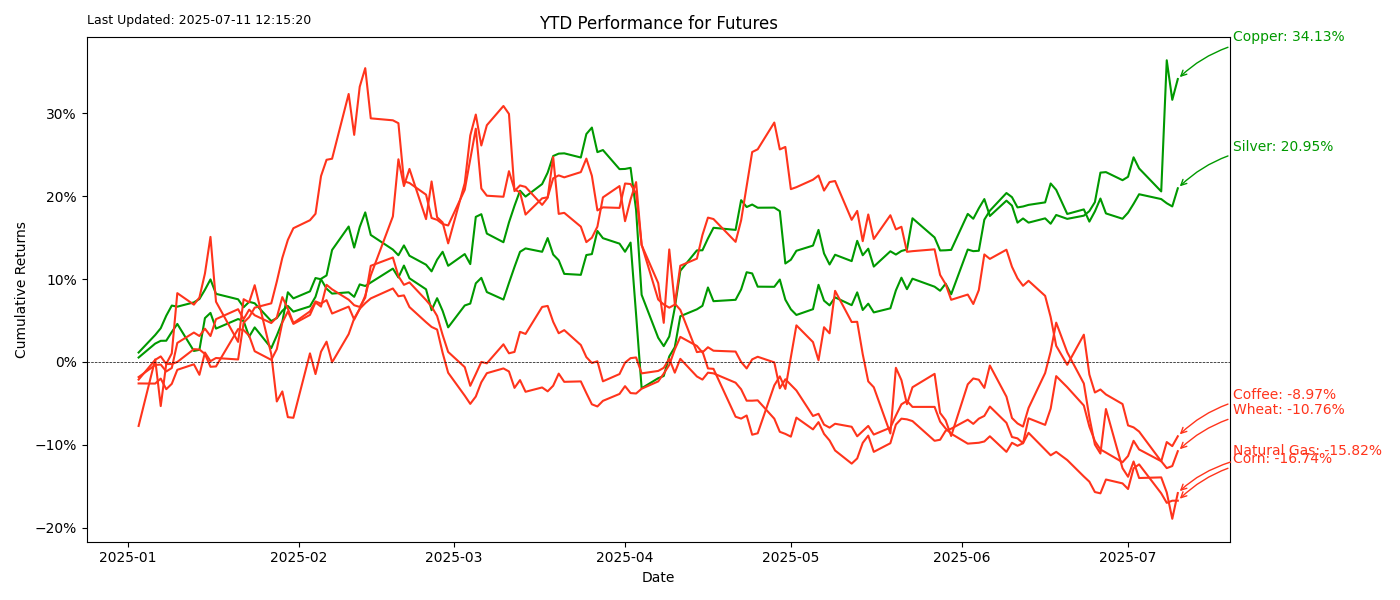 Last Updated: 2025-07-11 12:15:20
YTD Performance for Futures
Copper: 34.13%
Silver: 20.95%
Coffee: -8.97%
Wheat: -10.76%
Natural Gas: -15.82%
Corn: -16.74%
Cumulative Returns
30%
20%
10%
0%
−10%
−20%
2025-01
2025-02
2025-03
2025-04
2025-05
2025-06
2025-07
Date